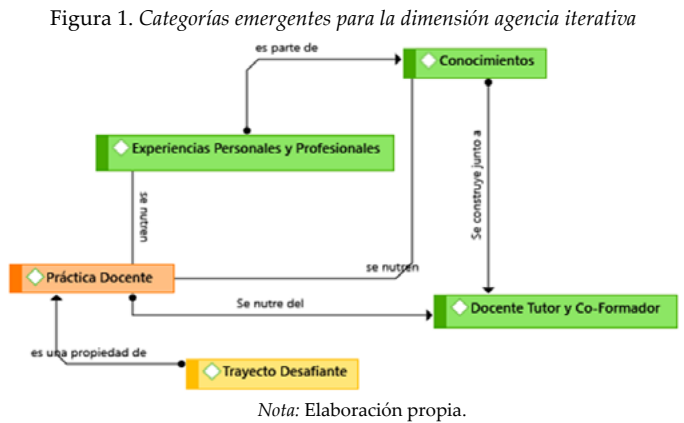 Figura 1. Categorías emergentes para la dimensión agencia iterativa
es parte de
Conocimientos
Experiencias Personales y Profesionales
Se construye junto a
se nutren
se nutren
Práctica Docente
Se nutre del
Docente Tutor y Co-Formador
es una propiedad de
Trayecto Desafiante
Nota: Elaboración propia.